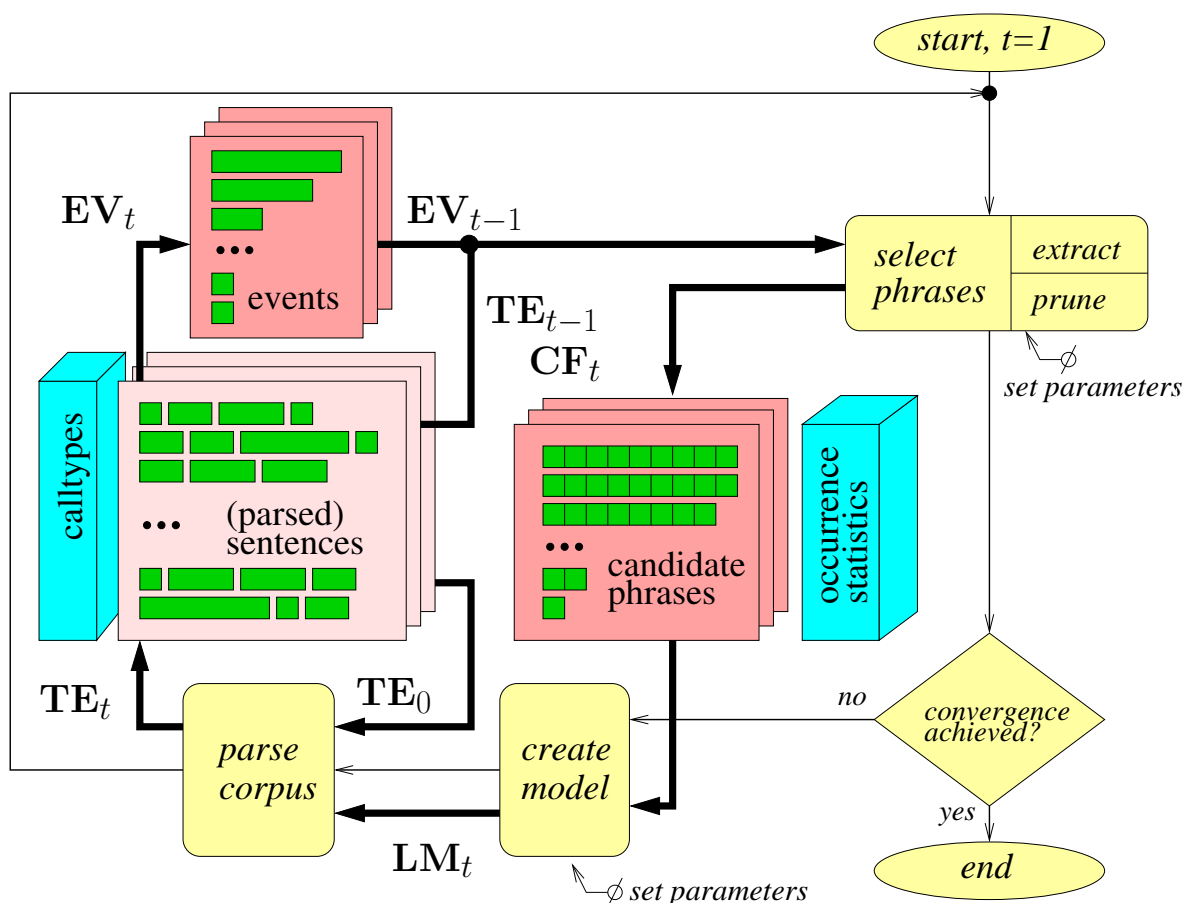 start, t=1
EV_t
EV_{t−1}
events
select
phrases
extract
prune
TE_{t−1}
CF_t
set parameters
calltypes
(parsed)
sentences
candidate
phrases
occurrence
statistics
TE_t
TE_0
no
convergence
achieved?
parse
corpus
create
model
yes
LM_t
set parameters
end